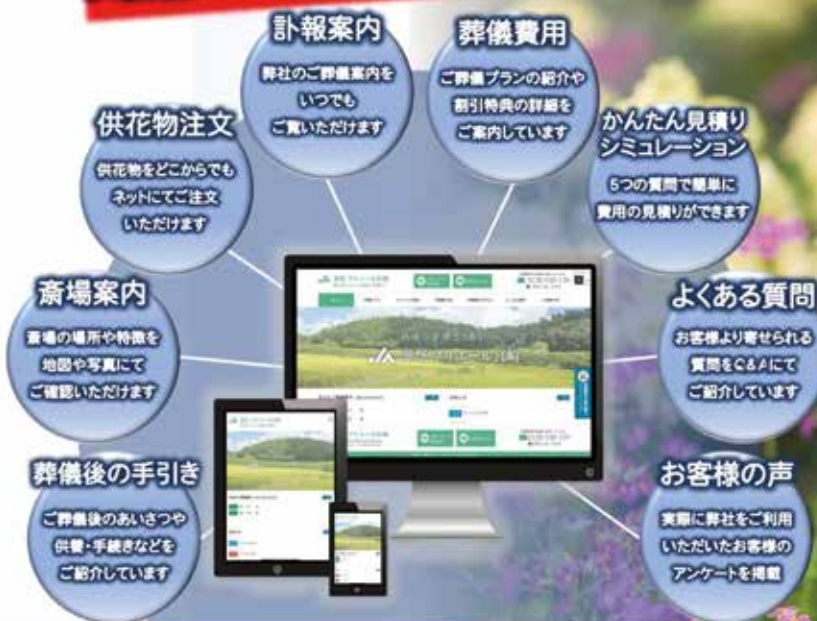 訃報案内
弊社のご葬儀案内を
いつでも
ご覧いただけます
葬儀費用
ご葬儀プランの紹介や
割引特典の詳細を
ご案内しています
供花物注文
供花物をどこからでも
ネットにてご注文
いただけます
かんたん見積り
シミュレーション
5つの質問で簡単に
費用の見積りができます
斎場案内
斎場の場所や特徴を
地図や写真にて
ご確認いただけます
よくある質問
お客様より寄せられる
質問をQ&Aにて
ご紹介しています
葬儀後の手引き
ご葬儀後のあいさつや
供養・手続きなどを
ご紹介しています
お客様の声
実際に弊社をご利用
いただいたお客様の
アンケートを掲載